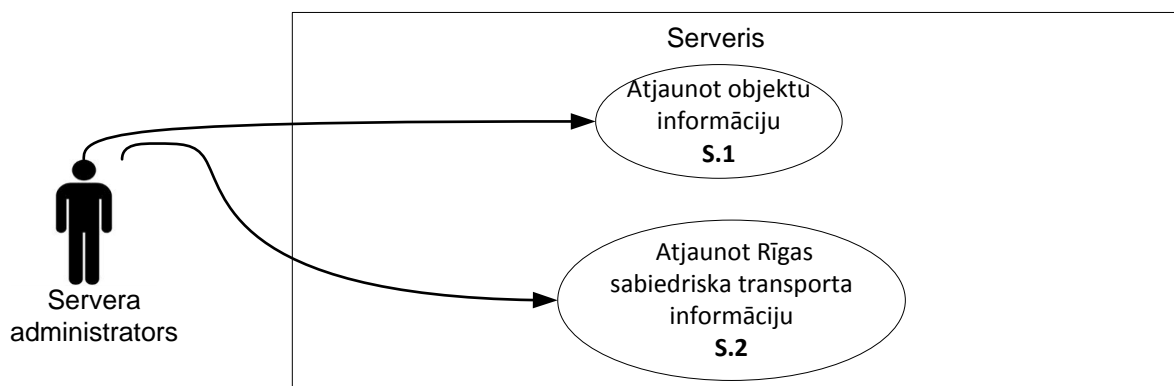 Serveris
Atjaunot objektu
informāciju
S.1
Atjaunot Rīgas
sabiedriska transporta
informāciju
S.2
Servera
administrators